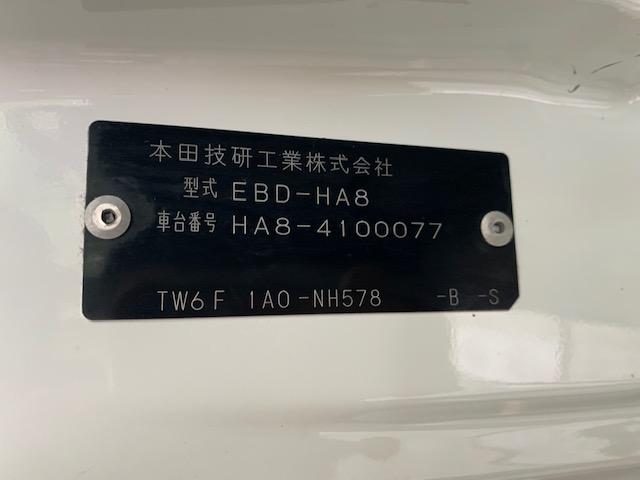 本田技研工業株式会社
型式 EBD-HA8
車台番号 HA8-4100077
TW6F 1A0-NH578 -B -S